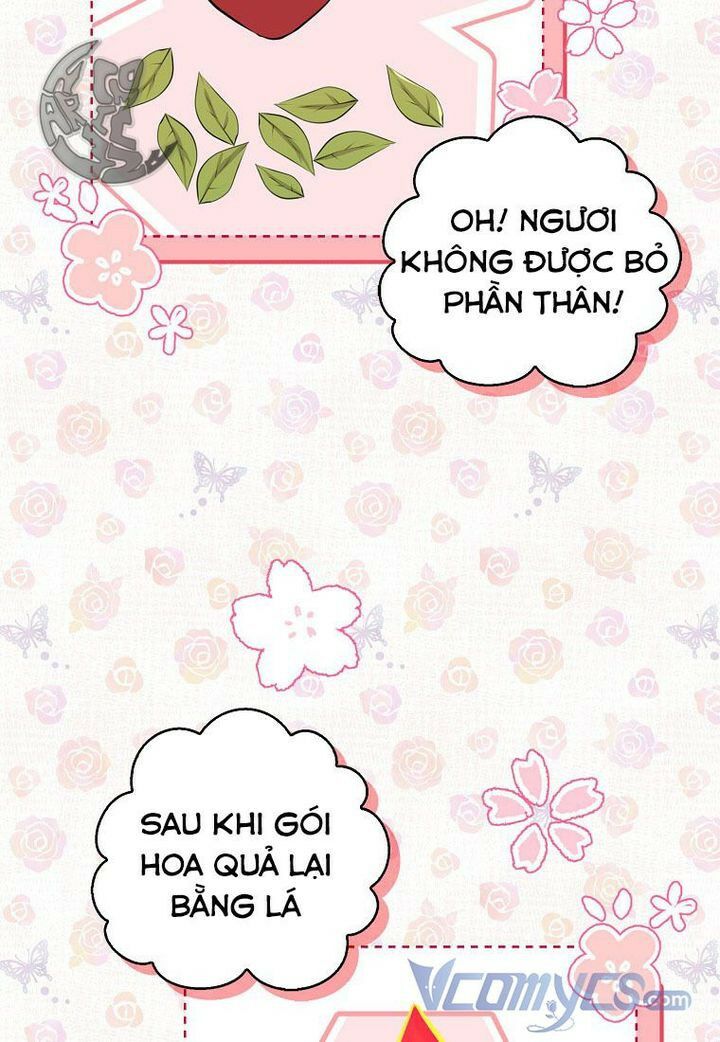 OH! NGƯƠI
KHÔNG ĐƯỢC BỎ
PHẦN THÂN!
SAU KHI GÓI
HOA QUẢ LẠI
BẰNG LÁ
VCOMYCS.COM